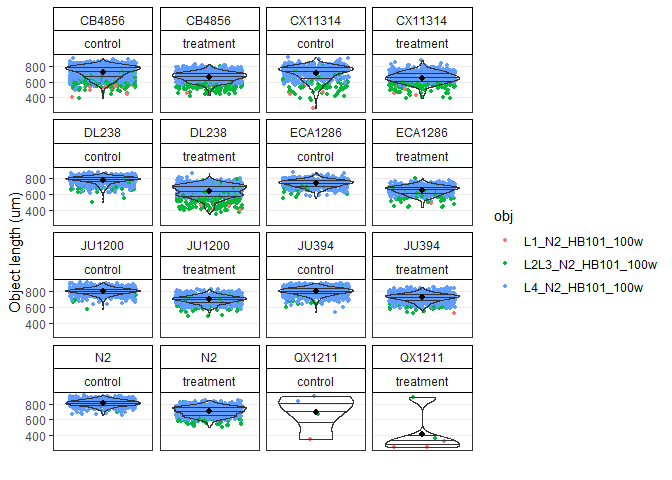 CB4856 CB4856 CX11314 CX11314
control treatment control treatment
800
600
400
DL238 DL238 ECA1286 ECA1286
control treatment control treatment
800
600
400
JU1200 JU1200 JU394 JU394
control treatment control treatment
800
600
400
N2 N2 QX1211 QX1211
control treatment control treatment
800
600
400
Object length (um)
obj
L1_N2_HB101_100w
L2L3_N2_HB101_100w
L4_N2_HB101_100w